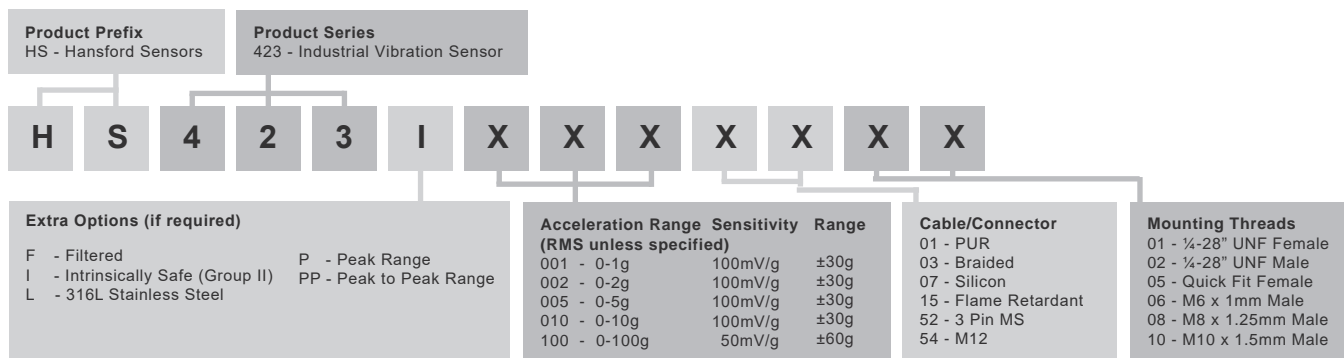 Product Prefix
HS - Hansford Sensors
Product Series
423 - Industrial Vibration Sensor
H S 4 2 3 I X X X X X X X
Extra Options (if required)
F - Filtered
I - Intrinsically Safe (Group II)
L - 316L Stainless Steel
P - Peak Range
PP - Peak to Peak Range
Acceleration Range Sensitivity Range
(RMS unless specified)
001 - 0-1g 100mV/g ±30g
002 - 0-2g 100mV/g ±30g
005 - 0-5g 100mV/g ±30g
010 - 0-10g 100mV/g ±30g
100 - 0-100g 50mV/g ±60g
Cable/Connector
01 - PUR
03 - Braided
07 - Silicon
15 - Flame Retardant
52 - 3 Pin MS
54 - M12
Mounting Threads
01 - ¼-28” UNF Female
02 - ¼-28” UNF Male
05 - Quick Fit Female
06 - M6 x 1mm Male
08 - M8 x 1.25mm Male
10 - M10 x 1.5mm Male